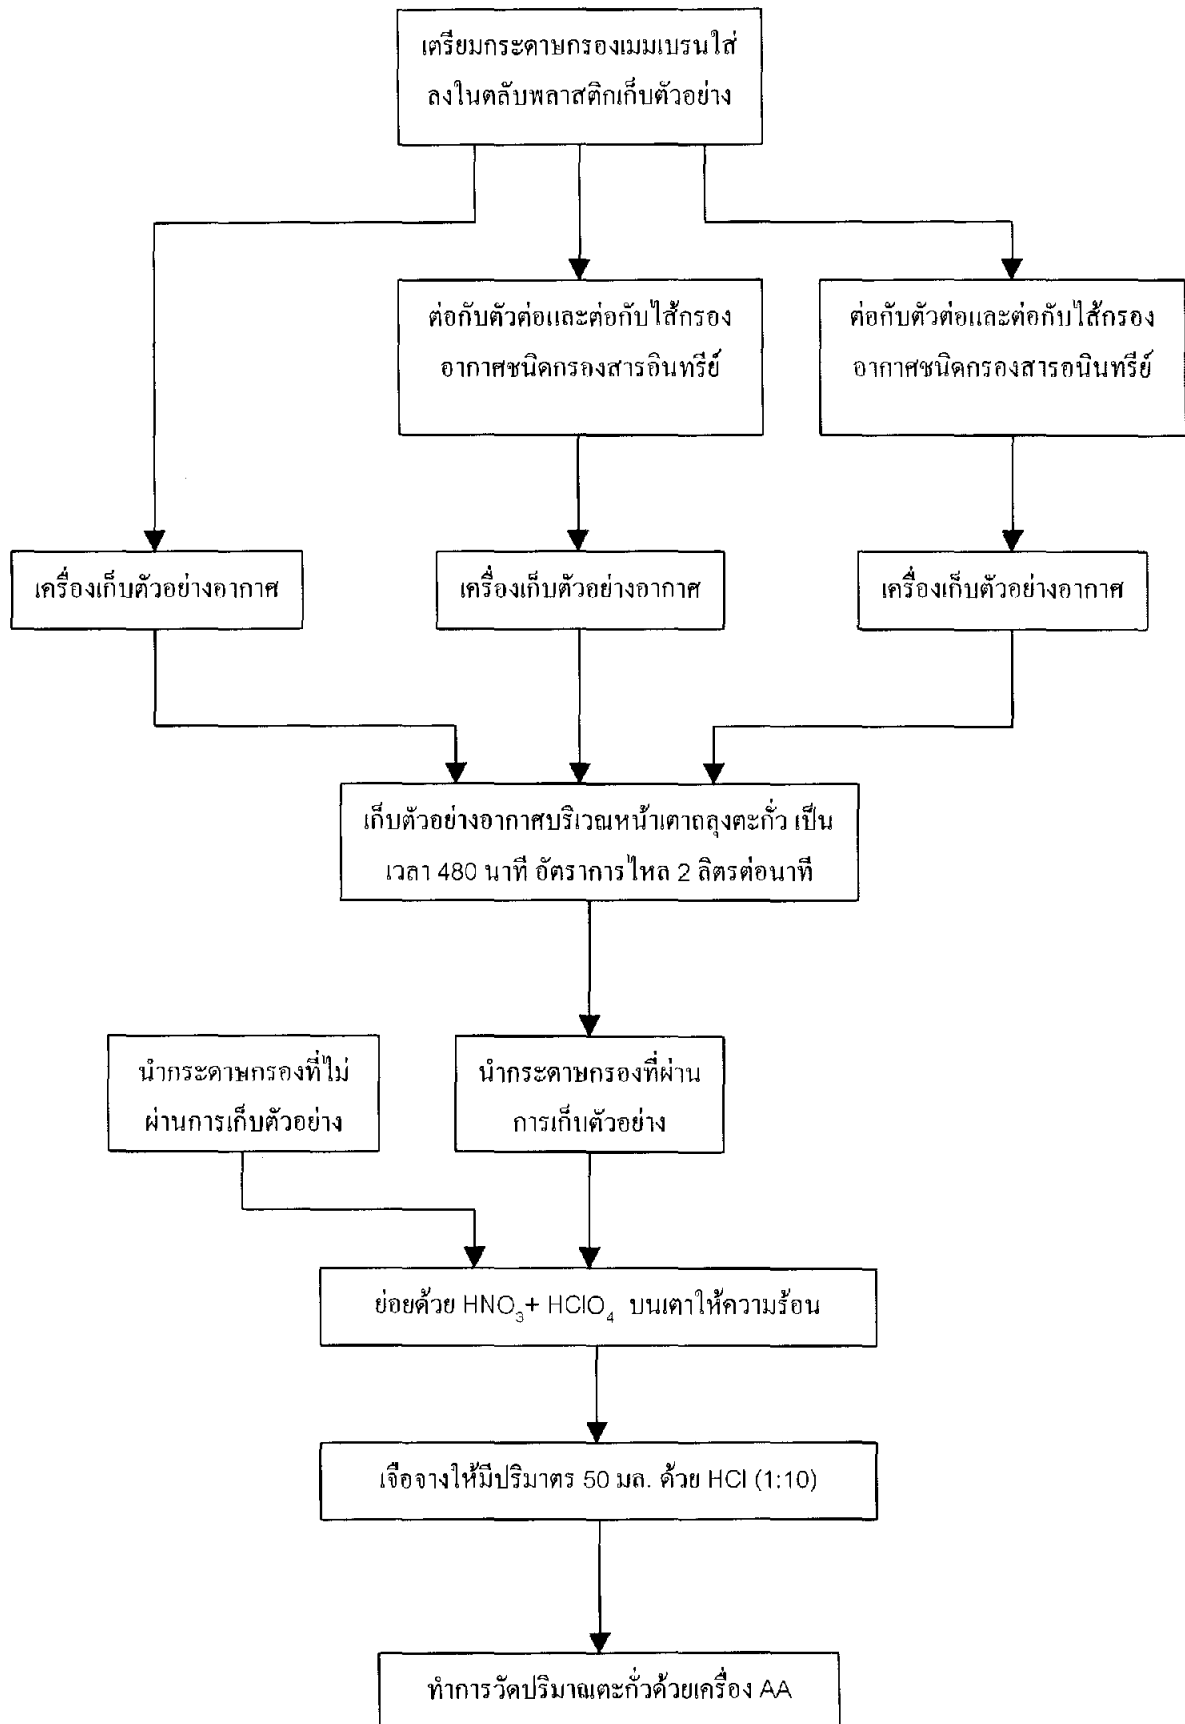 เตรียมกระดาษกรองเมมเบรนใส่
ลงในตลับพลาสติกเก็บตัวอย่าง
ต่อกับตัวต่อและต่อกับไส้กรอง
อากาศชนิดกรองสารอินทรีย์
ต่อกับตัวต่อและต่อกับไส้กรอง
อากาศชนิดกรองสารอนินทรีย์
เครื่องเก็บตัวอย่างอากาศ
เครื่องเก็บตัวอย่างอากาศ
เครื่องเก็บตัวอย่างอากาศ
เก็บตัวอย่างอากาศบริเวณหน้าเตาถลุงตะกั่ว เป็น
เวลา 480 นาที อัตราการไหล 2 ลิตรต่อนาที
นำกระดาษกรองที่ไม่
ผ่านการเก็บตัวอย่าง
นำกระดาษกรองที่ผ่าน
การเก็บตัวอย่าง
ย่อยด้วย HNO₃+ HClO₄ บนเตาให้ความร้อน
เจือจางให้มีปริมาตร 50 มล. ด้วย HCl (1:10)
ทำการวัดปริมาณตะกั่วด้วยเครื่อง AA